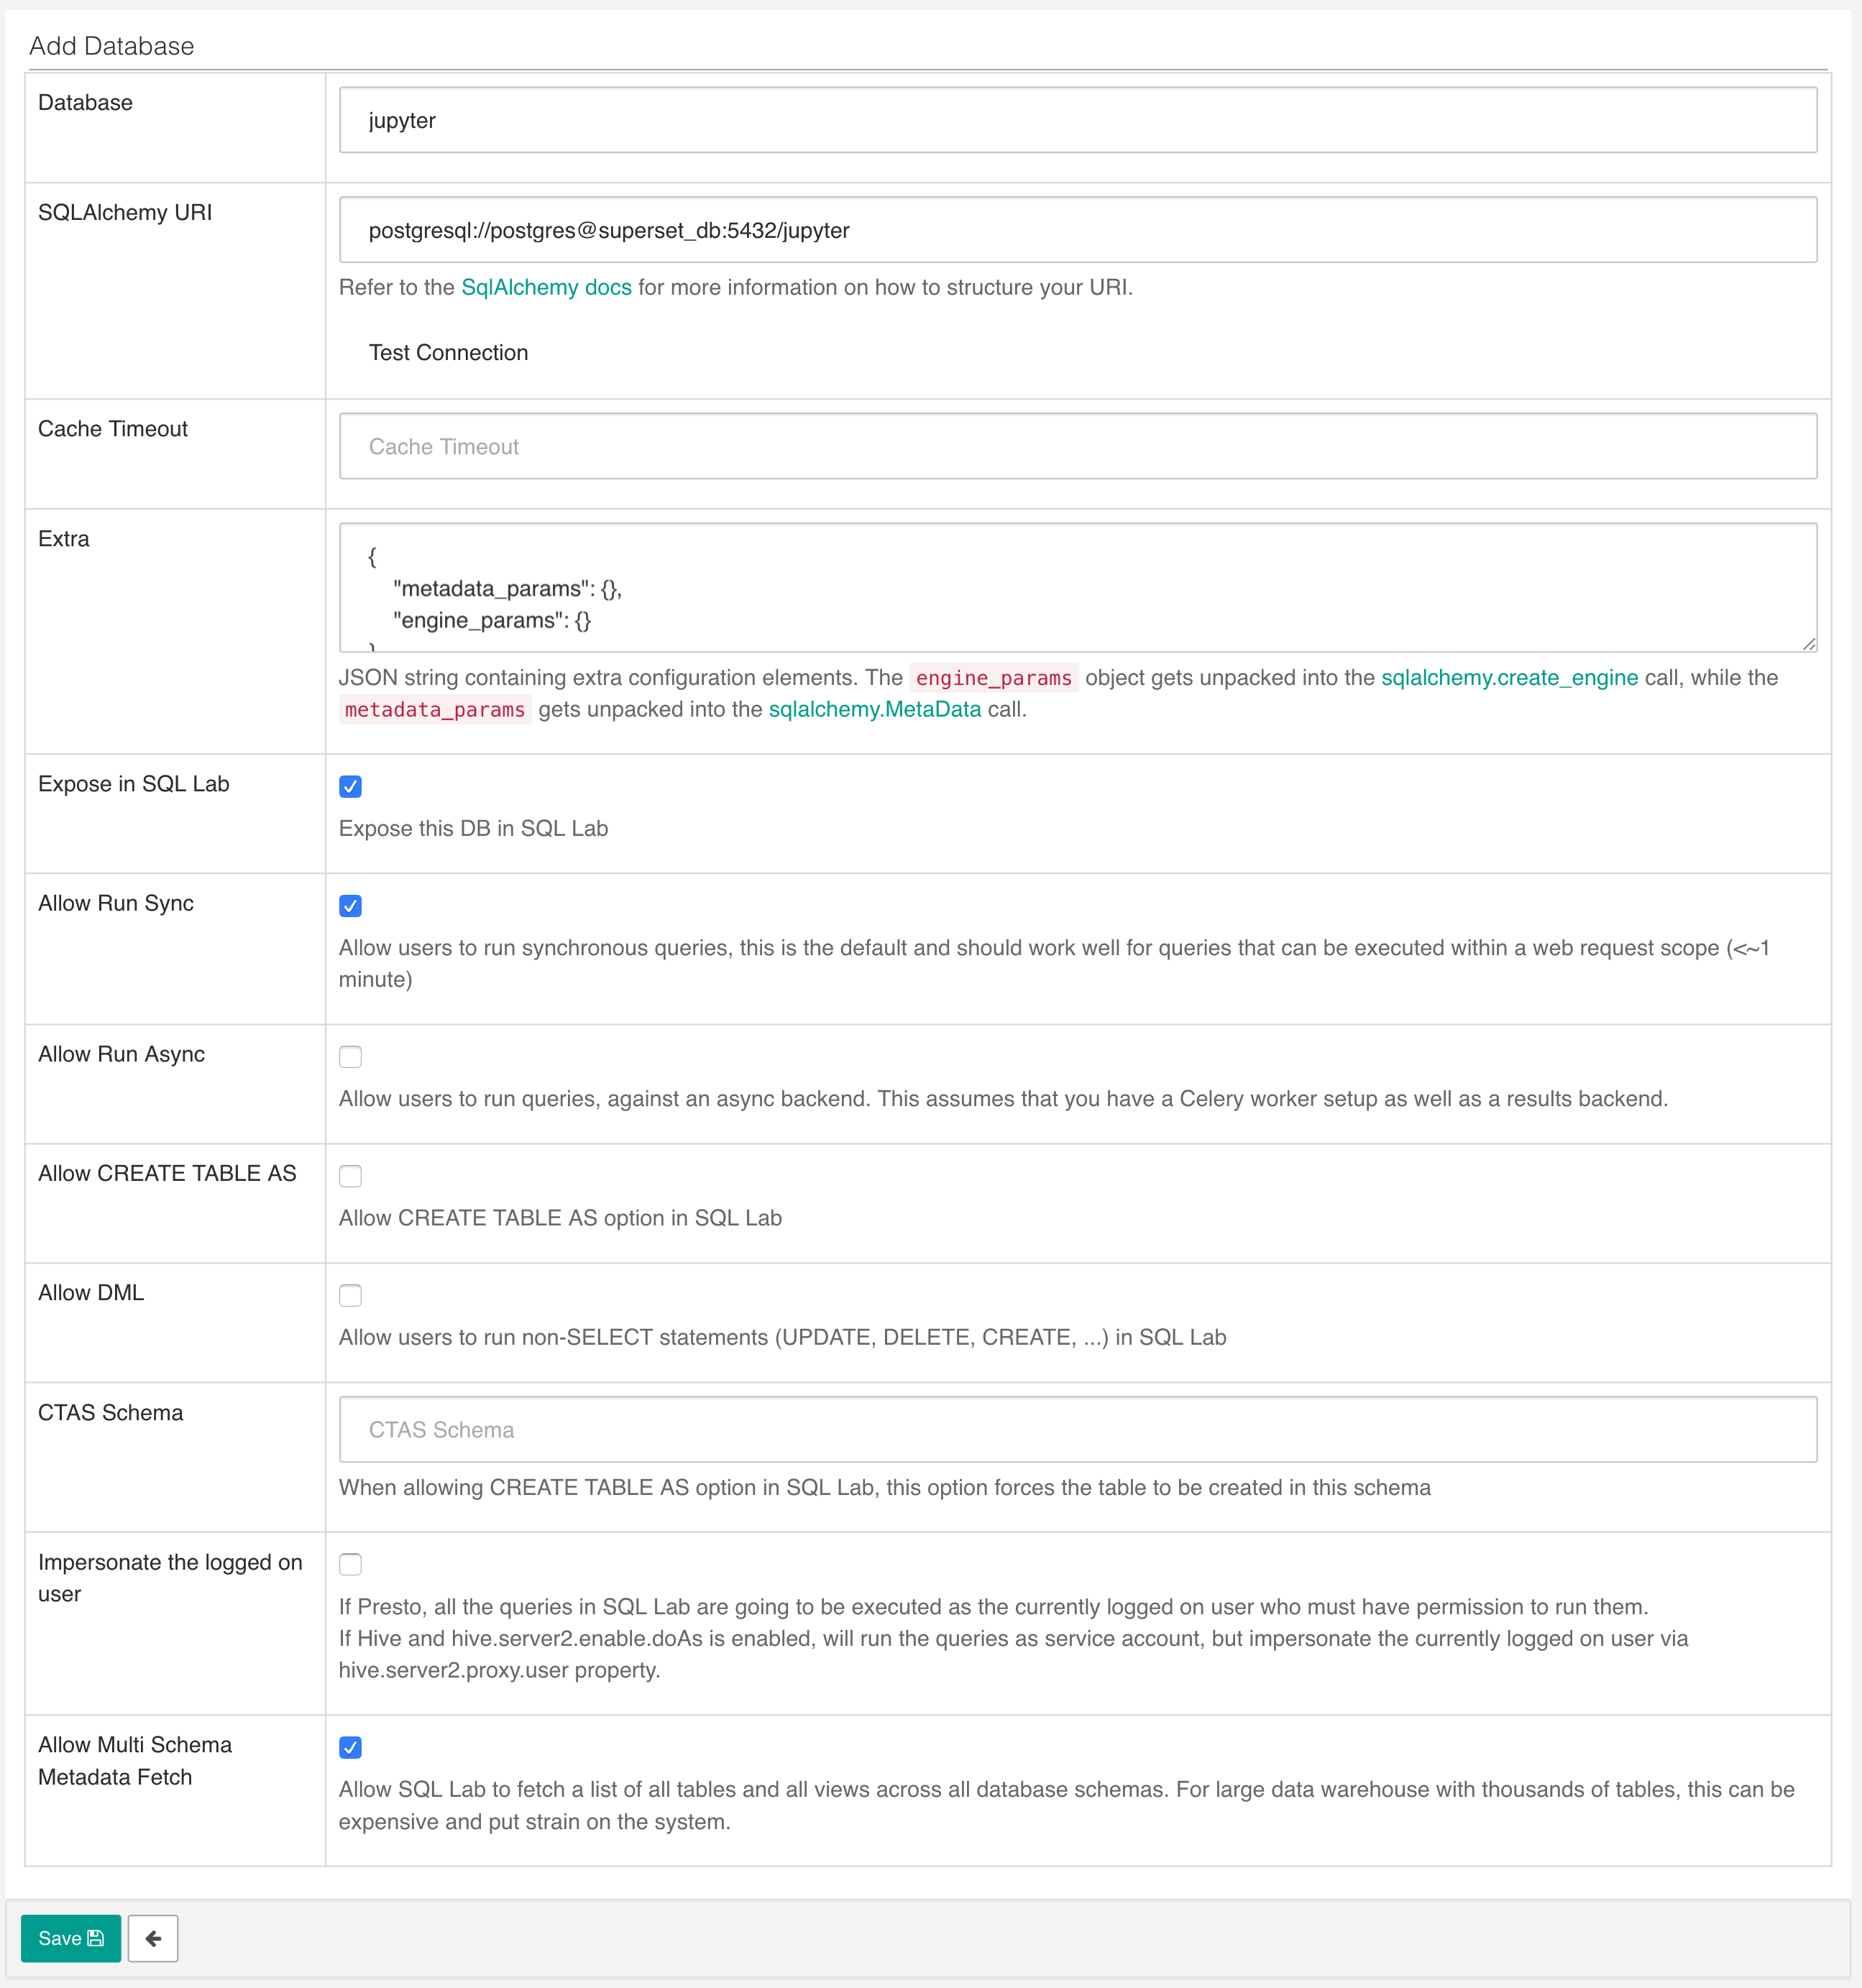 Add Database
Database
jupyter
SQLAlchemy URI
postgresql://postgres@superset_db:5432/jupyter
Refer to the SqlAlchemy docs for more information on how to structure your URI.
Test Connection
Cache Timeout
Cache Timeout
Extra
{
"metadata_params": {},
"engine_params": {}
}
JSON string containing extra configuration elements. The engine_params object gets unpacked into the sqlalchemy.create_engine call, while the
metadata_params gets unpacked into the sqlalchemy.MetaData call.
Expose in SQL Lab
Expose this DB in SQL Lab
Allow Run Sync
Allow users to run synchronous queries, this is the default and should work well for queries that can be executed within a web request scope (<~1
minute)
Allow Run Async
Allow users to run queries, against an async backend. This assumes that you have a Celery worker setup as well as a results backend.
Allow CREATE TABLE AS
Allow CREATE TABLE AS option in SQL Lab
Allow DML
Allow users to run non-SELECT statements (UPDATE, DELETE, CREATE, ...) in SQL Lab
CTAS Schema
CTAS Schema
When allowing CREATE TABLE AS option in SQL Lab, this option forces the table to be created in this schema
Impersonate the logged on
user
If Presto, all the queries in SQL Lab are going to be executed as the currently logged on user who must have permission to run them.
If Hive and hive.server2.enable.doAs is enabled, will run the queries as service account, but impersonate the currently logged on user via
hive.server2.proxy.user property.
Allow Multi Schema
Metadata Fetch
Allow SQL Lab to fetch a list of all tables and all views across all database schemas. For large data warehouse with thousands of tables, this can be
expensive and put strain on the system.
Save